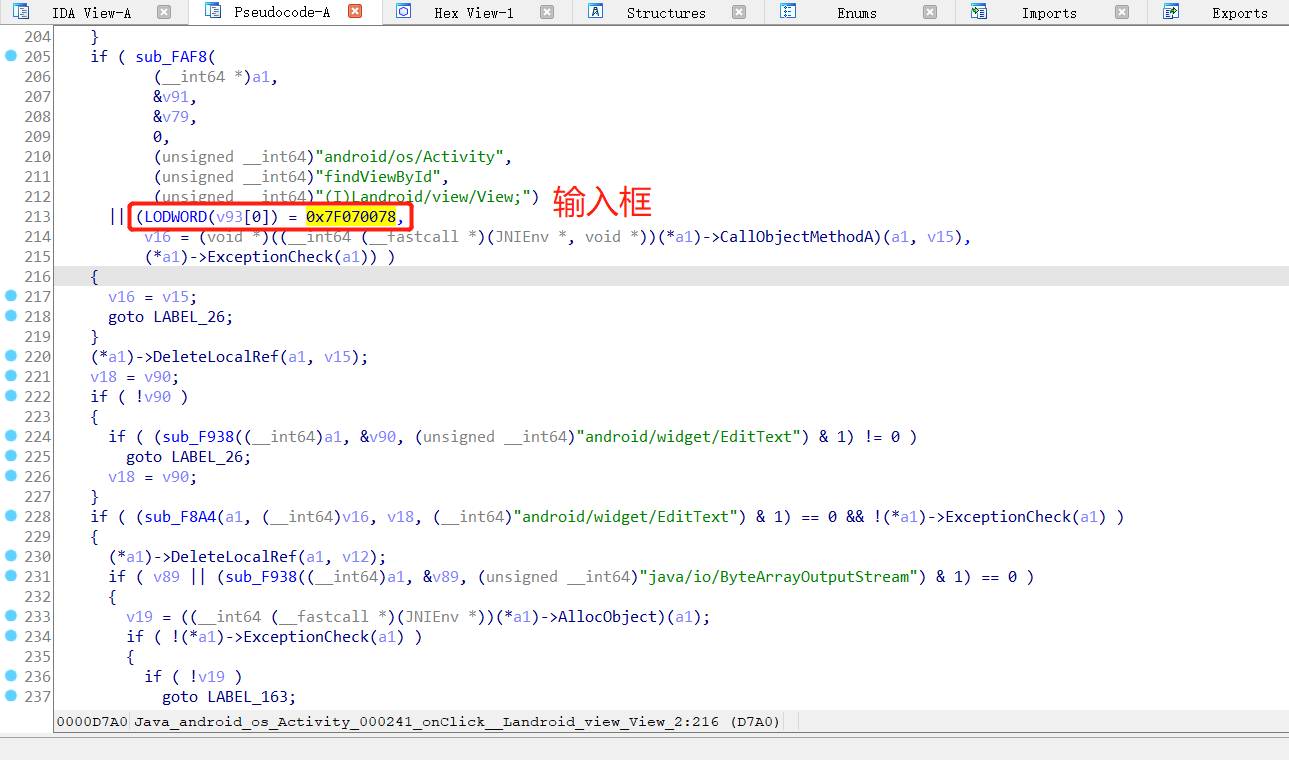 IDA View-A Pseudocode-A Hex View-1 Structures Enums Imports Exports
204 }
205 if ( sub_FAF8(
206 (__int64 *)a1,
207 &v91,
208 &v79,
209 0,
210 (unsigned __int64)"android/os/Activity",
211 (unsigned __int64)"findViewById",
212 (unsigned __int64)"(I)Landroid/view/View;") 输入框
213 || (LODWORD(v93[0]) = 0x7F070078,
214 v16 = (void *)((__int64 (__fastcall *)(JNIEnv *, void *))(*a1)->CallObjectMethodA)(a1, v15),
215 (*a1)->ExceptionCheck(a1)) )
216 {
217 v16 = v15;
218 goto LABEL_26;
219 }
220 (*a1)->DeleteLocalRef(a1, v15);
221 v18 = v90;
222 if ( !v90 )
223 {
224 if ( (sub_F938((__int64)a1, &v90, (unsigned __int64)"android/widget/EditText") & 1) != 0 )
225 goto LABEL_26;
226 v18 = v90;
227 }
228 if ( (sub_F8A4(a1, (__int64)v16, v18, (__int64)"android/widget/EditText") & 1) == 0 && !(*a1)->ExceptionCheck(a1) )
229 {
230 (*a1)->DeleteLocalRef(a1, v12);
231 if ( v89 || (sub_F938((__int64)a1, &v89, (unsigned __int64)"java/io/ByteArrayOutputStream") & 1) == 0 )
232 {
233 v19 = ((__int64 (__fastcall *)(JNIEnv *))(*a1)->AllocObject)(a1);
234 if ( !(*a1)->ExceptionCheck(a1) )
235 {
236 if ( !v19 )
237 goto LABEL_163;
0000D7A0 Java_android_os_Activity_000241_onClick__Landroid_view_View_2:216 (D7A0)